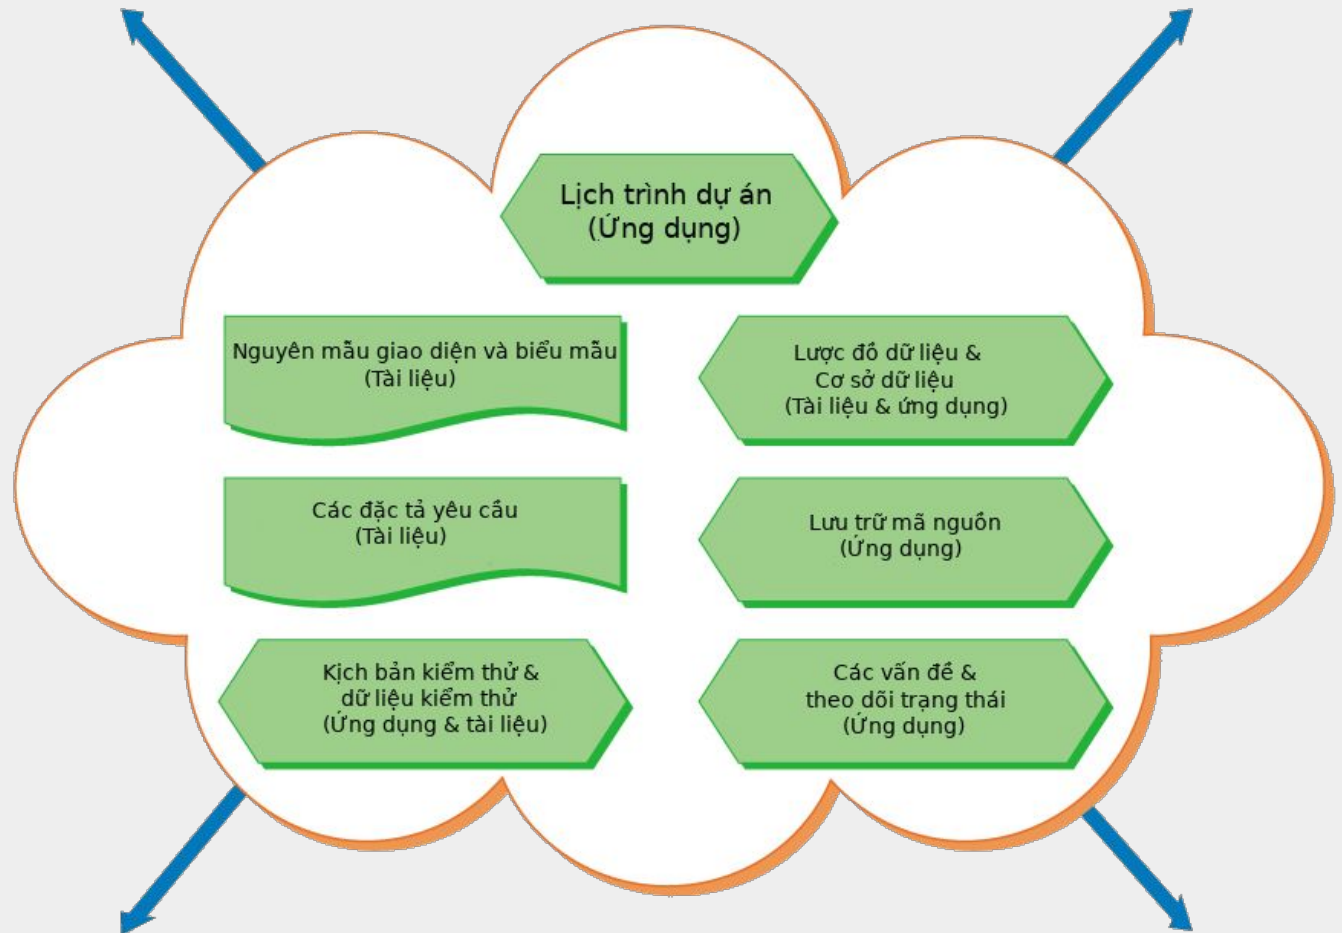 Lịch trình dự án
(Ứng dụng)
Nguyên mẫu giao diện và biểu mẫu
(Tài liệu)
Lược đồ dữ liệu &
Cơ sở dữ liệu
(Tài liệu & ứng dụng)
Các đặc tả yêu cầu
(Tài liệu)
Lưu trữ mã nguồn
(Ứng dụng)
Kịch bản kiểm thử &
dữ liệu kiểm thử
(Ứng dụng & tài liệu)
Các vấn đề &
theo dõi trạng thái
(Ứng dụng)